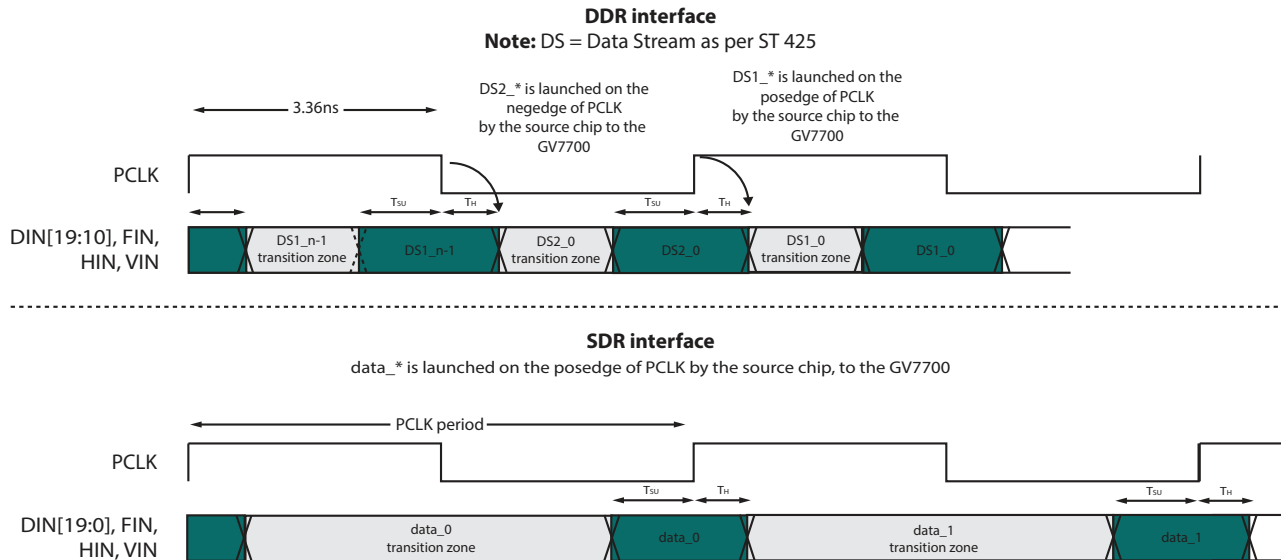 DDR interface
Note: DS = Data Stream as per ST 425
3.36ns
DS2_* is launched on the
negedge of PCLK
by the source chip to the
GV7700
DS1_* is launched on the
posedge of PCLK
by the source chip to the
GV7700
PCLK
TSU
TH
TSU
TH
DIN[19:10], FIN,
HIN, VIN
DS1_n-1
transition zone
DS1_n-1
DS2_0
transition zone
DS2_0
DS1_0
transition zone
DS1_0
SDR interface
data_* is launched on the posedge of PCLK by the source chip, to the GV7700
PCLK period
PCLK
TSU
TH
TSU
TH
DIN[19:0], FIN,
HIN, VIN
data_0
transition zone
data_0
data_1
transition zone
data_1